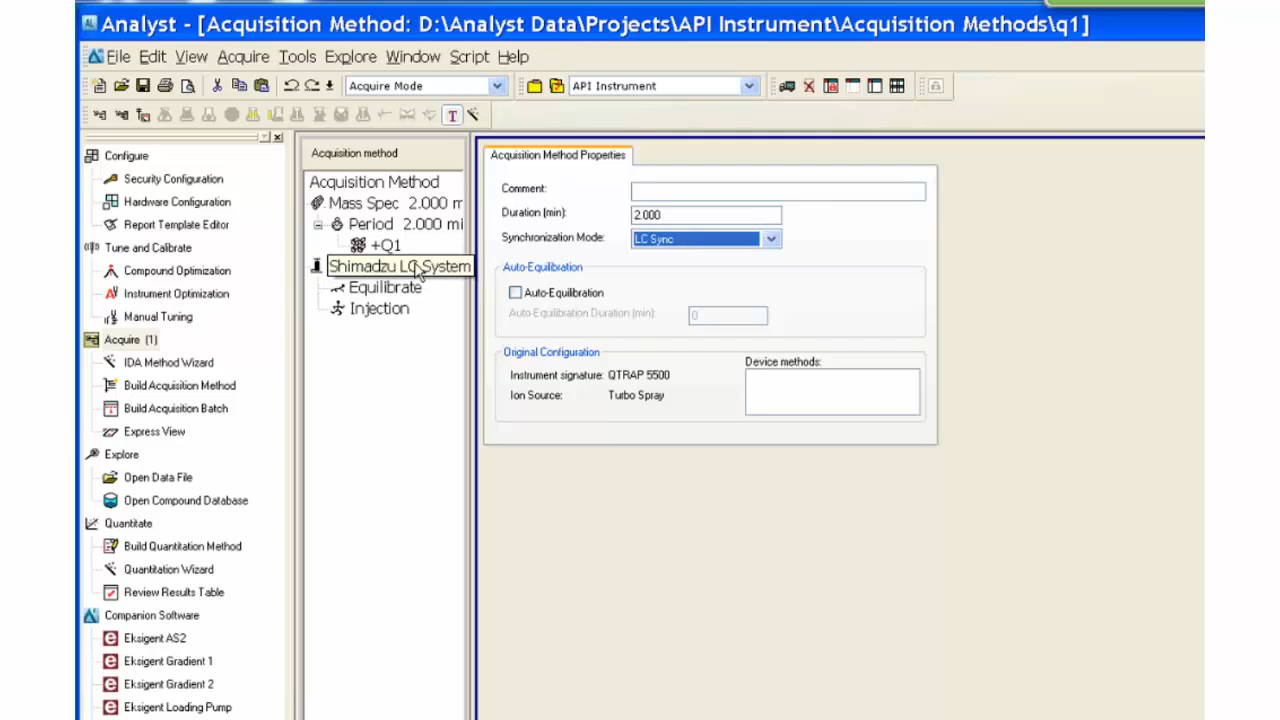 Analyst - [Acquisition Method: D:\Analyst Data\Projects\API Instrument\Acquisition Methods\q1]
File Edit View Acquire Tools Explore Window Script Help
Acquire Mode API Instrument
T
Configure
Security Configuration
Hardware Configuration
Report Template Editor
Tune and Calibrate
Compound Optimization
Instrument Optimization
Manual Tuning
Acquire (1)
IDA Method Wizard
Build Acquisition Method
Build Acquisition Batch
Express View
Explore
Open Data File
Open Compound Database
Quantitate
Build Quantitation Method
Quantitation Wizard
Review Results Table
Companion Software
Eksigent AS2
Eksigent Gradient 1
Eksigent Gradient 2
Eksigent Loading Pump
Acquisition method
Acquisition Method
Mass Spec 2.000 m
Period 2.000 mi
+Q1
Shimadzu LC System
Equilibrate
Injection
Acquisition Method Properties
Comment:
Duration (min): 2.000
Synchronization Mode: LC Sync
Auto-Equilibration
Auto-Equilibration
Auto-Equilibration Duration (min): 0
Original Configuration
Instrument signature: QTRAP 5500
Ion Source: Turbo Spray
Device methods: